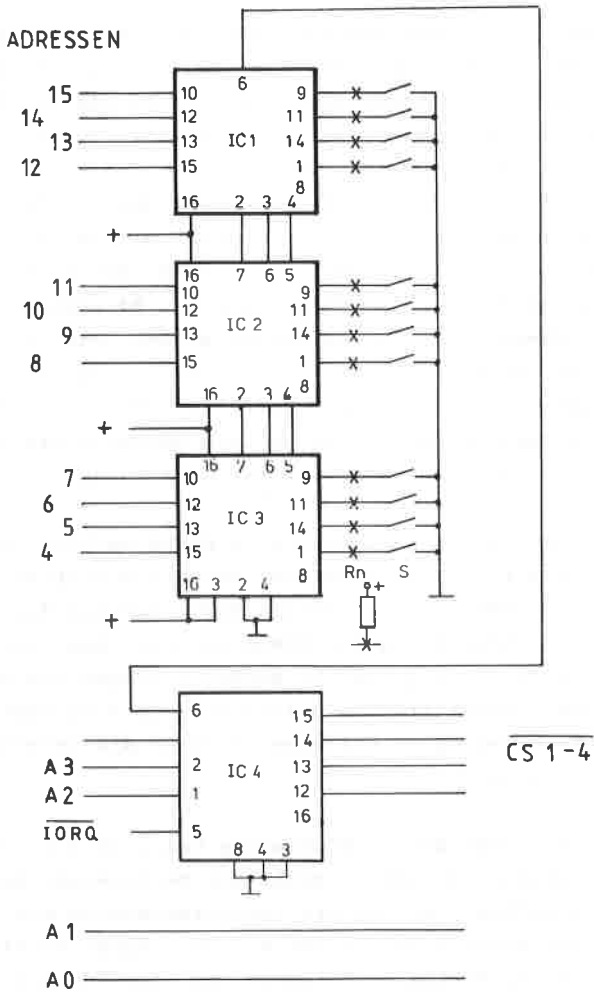 ADRESSEN
6
15 10 9
14 12 11
13 13 IC1 14
12 15 1
8
16 2 3 4
+
16 7 6 5
11 10 9
10 12 IC 2 11
9 13 14
8 15 1
8
16 2 3 4
+
16 7 6 5
7 10 9
6 12 11
5 13 IC 3 14
4 15 1
Rn S
8
16 3 2 4
+
+
6 15
14
A3 2 IC 4 13
A2 1 12
16
IORQ 5
8 4 3
CS 1-4
A1
A0